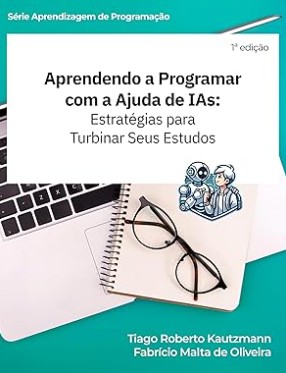 Série Aprendizagem de Programação
1ª edição
Aprendendo a Programar
com a Ajuda de IAs:
Estratégias para
Turbinar Seus Estudos
Tiago Roberto Kautzmann
Fabrício Malta de Oliveira